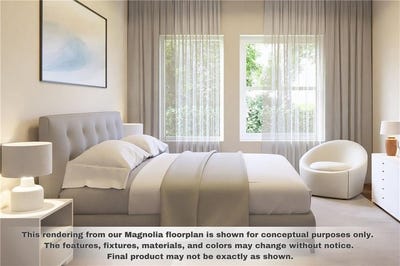 This rendering from our Magnolia floorplan is shown for conceptual purposes only.
The features, fixtures, materials, and colors may change without notice.
Final product may not be exactly as shown.